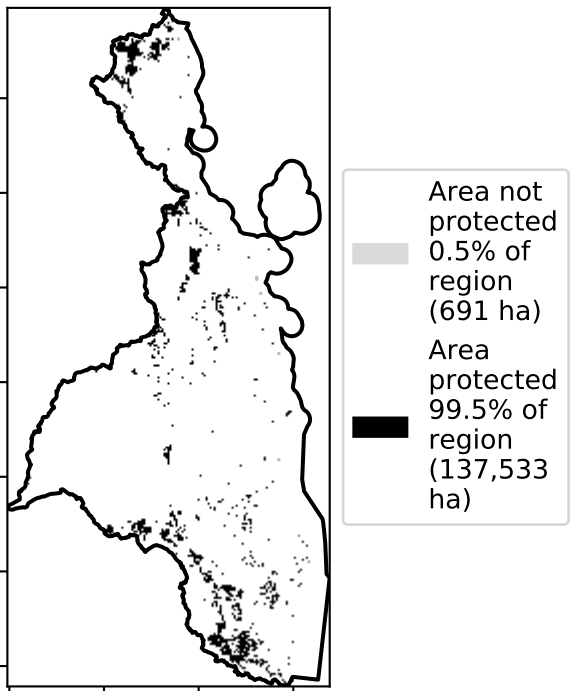 Area not
protected
0.5% of
region
(691 ha)
Area
protected
99.5% of
region
(137,533
ha)